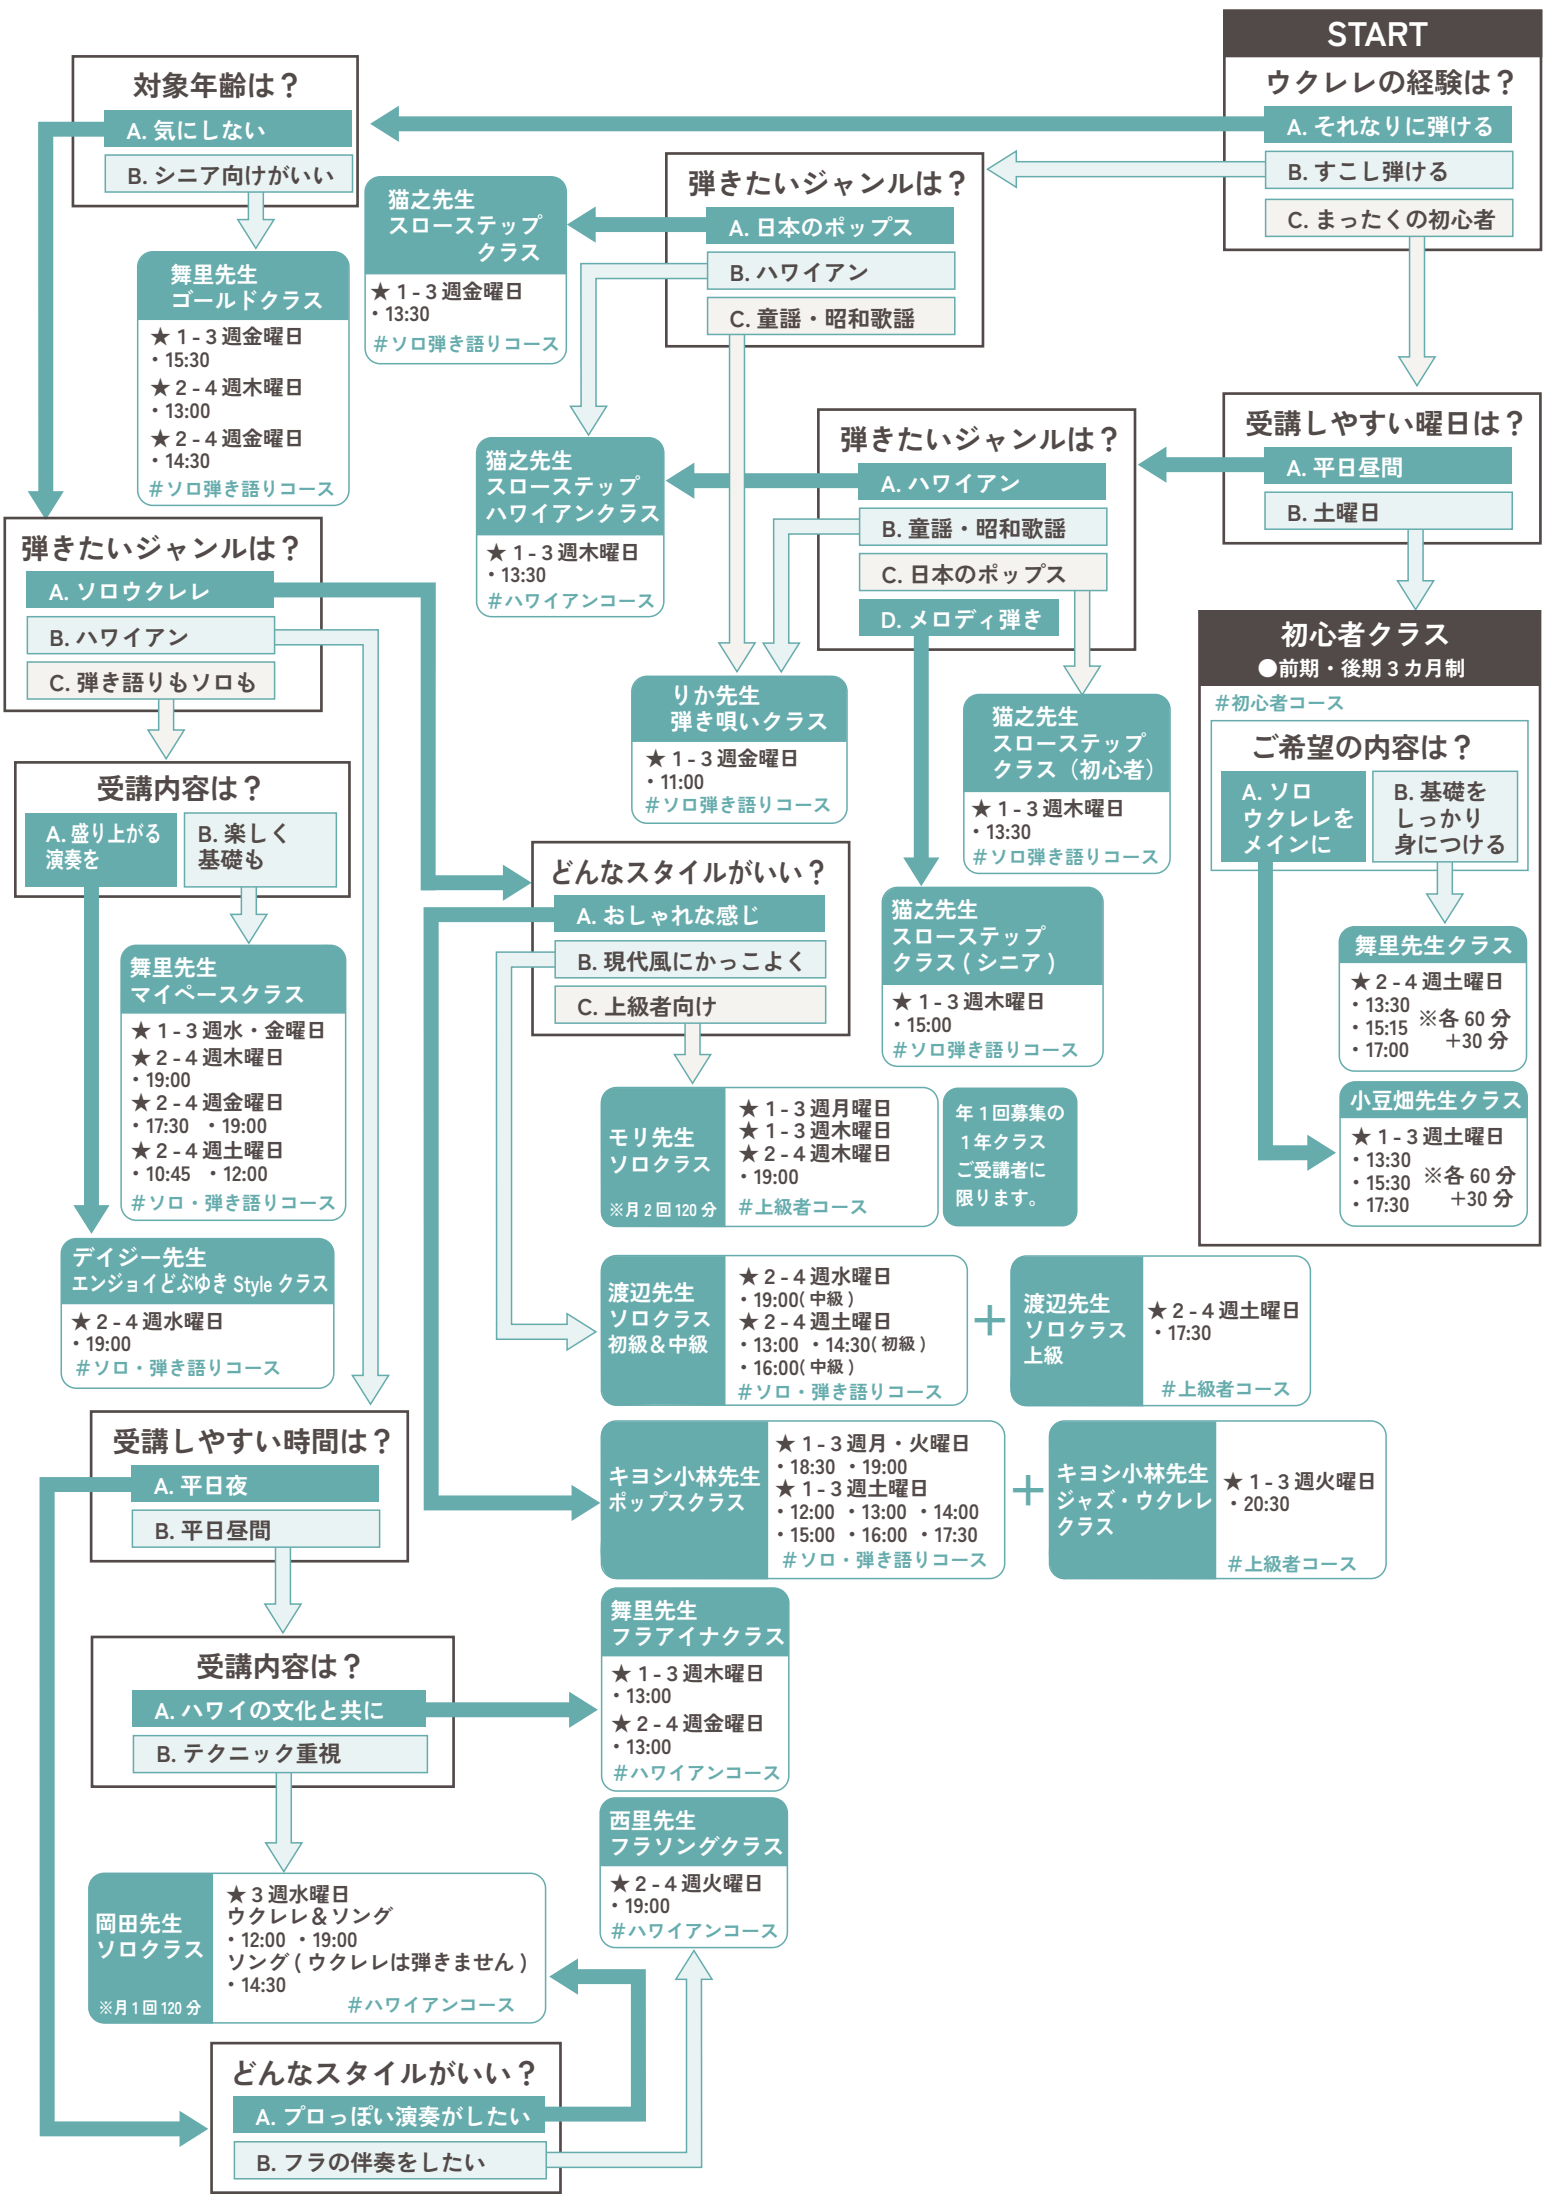 START
ウクレレの経験は？
A. それなりに弾ける
B. すこし弾ける
C. まったくの初心者
対象年齢は？
A. 気にしない
B. シニア向けがいい
弾きたいジャンルは？
A. 日本のポップス
B. ハワイアン
C. 童謡・昭和歌謡
猫之先生
スローステップ
クラス
★ 1 - 3 週金曜日
・13:30
＃ソロ弾き語りコース
舞里先生
ゴールドクラス
★ 1 - 3 週金曜日
・15:30
★ 2 - 4 週木曜日
・13:00
★ 2 - 4 週金曜日
・14:30
＃ソロ弾き語りコース
受講しやすい曜日は？
A. 平日昼間
B. 土曜日
弾きたいジャンルは？
A. ハワイアン
B. 童謡・昭和歌謡
C. 日本のポップス
D. メロディ弾き
猫之先生
スローステップ
ハワイアンクラス
★ 1 - 3 週木曜日
・13:30
＃ハワイアンコース
弾きたいジャンルは？
A. ソロウクレレ
B. ハワイアン
C. 弾き語りもソロも
初心者クラス
●前期・後期 3 カ月制
＃初心者コース
ご希望の内容は？
A. ソロ
ウクレレを
メインに
B. 基礎を
しっかり
身につける
舞里先生クラス
★ 2 - 4 週土曜日
・13:30
・15:15
・17:00
※各 60 分
＋30 分
小豆畑先生クラス
★ 1 - 3 週土曜日
・13:30
・15:30
・17:30
※各 60 分
＋30 分
りか先生
弾き唄いクラス
★ 1 - 3 週金曜日
・11:00
＃ソロ弾き語りコース
猫之先生
スローステップ
クラス（初心者）
★ 1 - 3 週木曜日
・13:30
＃ソロ弾き語りコース
受講内容は？
A. 盛り上がる
演奏を
B. 楽しく
基礎も
どんなスタイルがいい？
A. おしゃれな感じ
B. 現代風にかっこよく
C. 上級者向け
猫之先生
スローステップ
クラス ( シニア )
★ 1 - 3 週木曜日
・15:00
＃ソロ弾き語りコース
舞里先生
マイペースクラス
★ 1 - 3 週水・金曜日
★ 2 - 4 週木曜日
・19:00
★ 2 - 4 週金曜日
・17:30 ・19:00
★ 2 - 4 週土曜日
・10:45 ・12:00
＃ソロ・弾き語りコース
モリ先生
ソロクラス
※月 2 回 120 分
★ 1 - 3 週月曜日
★ 1 - 3 週木曜日
★ 2 - 4 週木曜日
・19:00
＃上級者コース
年 1 回募集の
1 年クラス
ご受講者に
限ります。
デイジー先生
エンジョイどぶゆき Style クラス
★ 2 - 4 週水曜日
・19:00
＃ソロ・弾き語りコース
渡辺先生
ソロクラス
初級＆中級
★ 2 - 4 週水曜日
・19:00( 中級 )
★ 2 - 4 週土曜日
・13:00 ・14:30( 初級 )
・16:00( 中級 )
＃ソロ・弾き語りコース
＋
渡辺先生
ソロクラス
上級
★ 2 - 4 週土曜日
・17:30
＃上級者コース
受講しやすい時間は？
A. 平日夜
B. 平日昼間
キヨシ小林先生
ポップスクラス
★ 1 - 3 週月・火曜日
・18:30 ・19:00
★ 1 - 3 週土曜日
・12:00 ・13:00 ・14:00
・15:00 ・16:00 ・17:30
＃ソロ・弾き語りコース
＋
キヨシ小林先生
ジャズ・ウクレレ
クラス
★ 1 - 3 週火曜日
・20:30
＃上級者コース
受講内容は？
A. ハワイの文化と共に
B. テクニック重視
舞里先生
フラアイナクラス
★ 1 - 3 週木曜日
・13:00
★ 2 - 4 週金曜日
・13:00
＃ハワイアンコース
西里先生
フラソングクラス
★ 2 - 4 週火曜日
・19:00
＃ハワイアンコース
岡田先生
ソロクラス
※月 1 回 120 分
★ 3 週水曜日
ウクレレ＆ソング
・12:00 ・19:00
ソング ( ウクレレは弾きません )
・14:30
＃ハワイアンコース
どんなスタイルがいい？
A. プロっぽい演奏がしたい
B. フラの伴奏をしたい